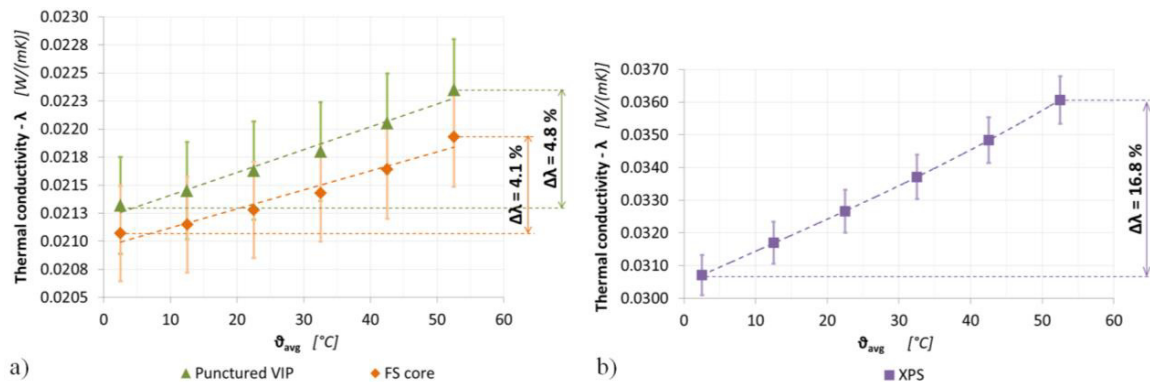 Thermal conductivity - λ [W/(mK)]
0.0230
0.0228
0.0225
0.0223
0.0220
0.0218
0.0215
0.0213
0.0210
0.0208
0.0205
0 10 20 30 40 50 60
ϑavg [°C]
Δλ = 4.8 %
Δλ = 4.1 %
a)
Punctured VIP FS core
Thermal conductivity - λ [W/(mK)]
0.0370
0.0360
0.0350
0.0340
0.0330
0.0320
0.0310
0.0300
0 10 20 30 40 50 60
ϑavg [°C]
Δλ = 16.8 %
b)
XPS